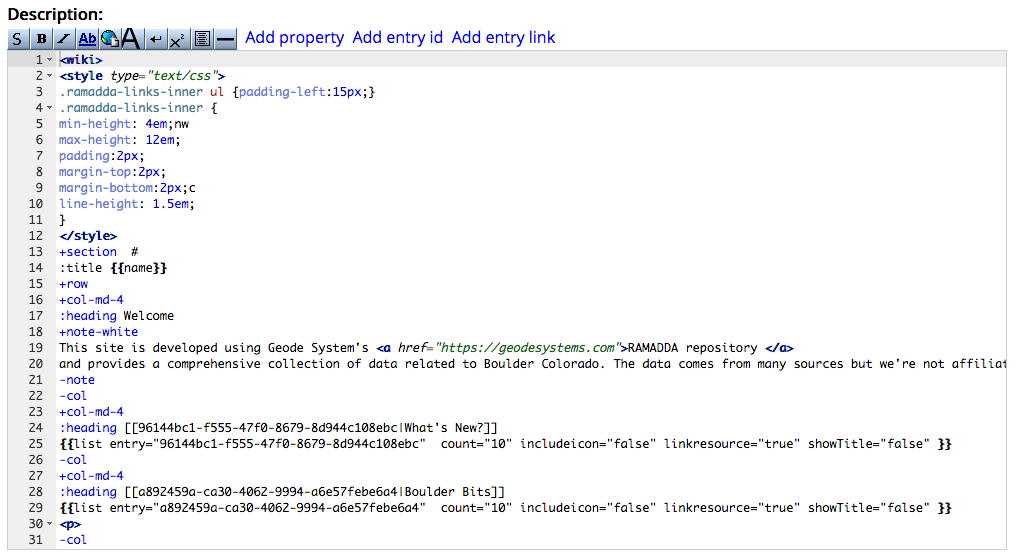 Description:
S B I Ab A ↵ x² Add property Add entry id Add entry link
1 <wiki>
2 <style type="text/css">
3 .ramadda-links-inner ul {padding-left:15px;}
4 .ramadda-links-inner {
5 min-height: 4em;nw
6 max-height: 12em;
7 padding:2px;
8 margin-top:2px;
9 margin-bottom:2px;c
10 line-height: 1.5em;
11 }
12 </style>
13 +section  #
14 :title {{name}}
15 +row
16 +col-md-4
17 :heading Welcome
18 +note-white
19 This site is developed using Geode System's <a href="https://geodesystems.com">RAMADDA repository </a>
20 and provides a comprehensive collection of data related to Boulder Colorado. The data comes from many sources but we're not affiliat
21 -note
22 -col
23 +col-md-4
24 :heading [[96144bc1-f555-47f0-8679-8d944c108ebc|What's New?]]
25 {{list entry="96144bc1-f555-47f0-8679-8d944c108ebc"  count="10" includeicon="false" linkresource="true" showTitle="false" }}
26 -col
27 +col-md-4
28 :heading [[a892459a-ca30-4062-9994-a6e57febe6a4|Boulder Bits]]
29 {{list entry="a892459a-ca30-4062-9994-a6e57febe6a4"  count="10" includeicon="false" linkresource="true" showTitle="false" }}
30 <p>
31 -col